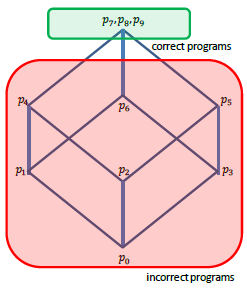 p7,p8,p9
correct programs
p4
p5
p6
p1
p2
p3
p0
incorrect programs